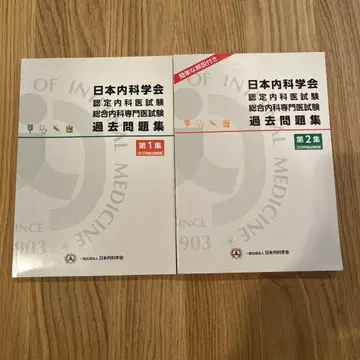 日本内科学会
認定内科医試験
総合内科専門医試験
過去問題集
第1集
OF INTERNAL MEDICINE
SINCE
1903
一般社団法人 日本内科学会
簡単な解説付き
日本内科学会
認定内科医試験
総合内科専門医試験
過去問題集
第2集
MEDICINE
SINCE
903
一般社団法人 日本内科学会